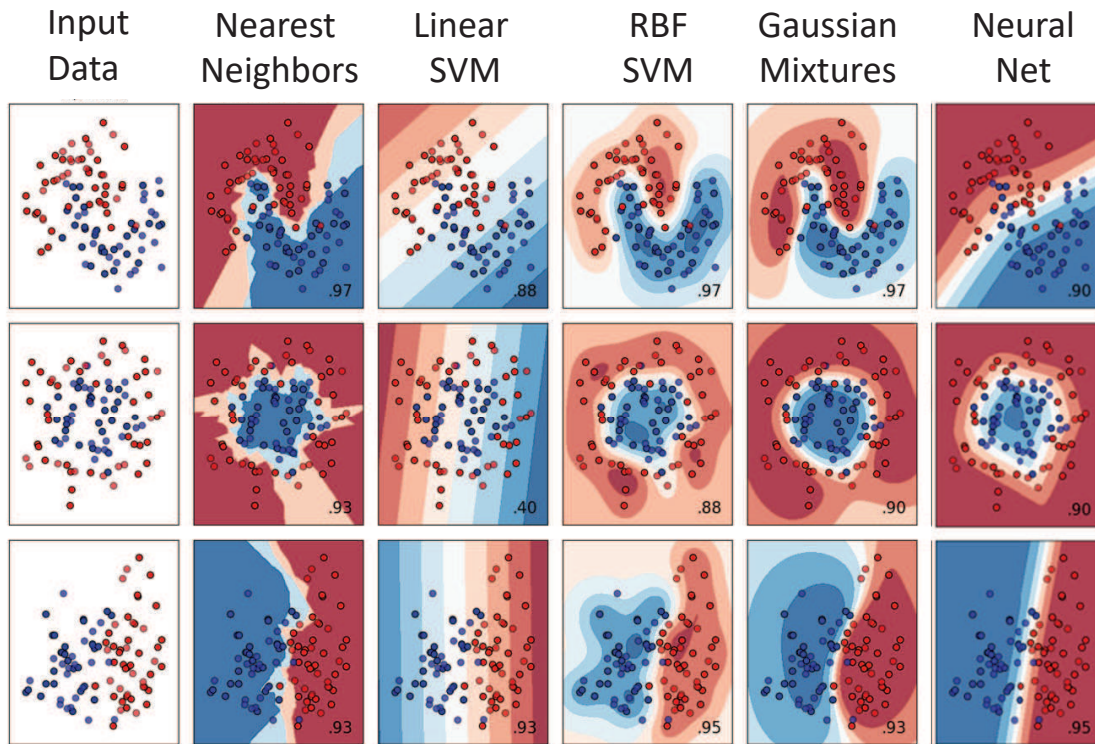 Input
Data
Nearest
Neighbors
Linear
SVM
RBF
SVM
Gaussian
Mixtures
Neural
Net
.97
.88
.97
.97
.90
.93
.40
.88
.90
.90
.93
.93
.95
.93
.95